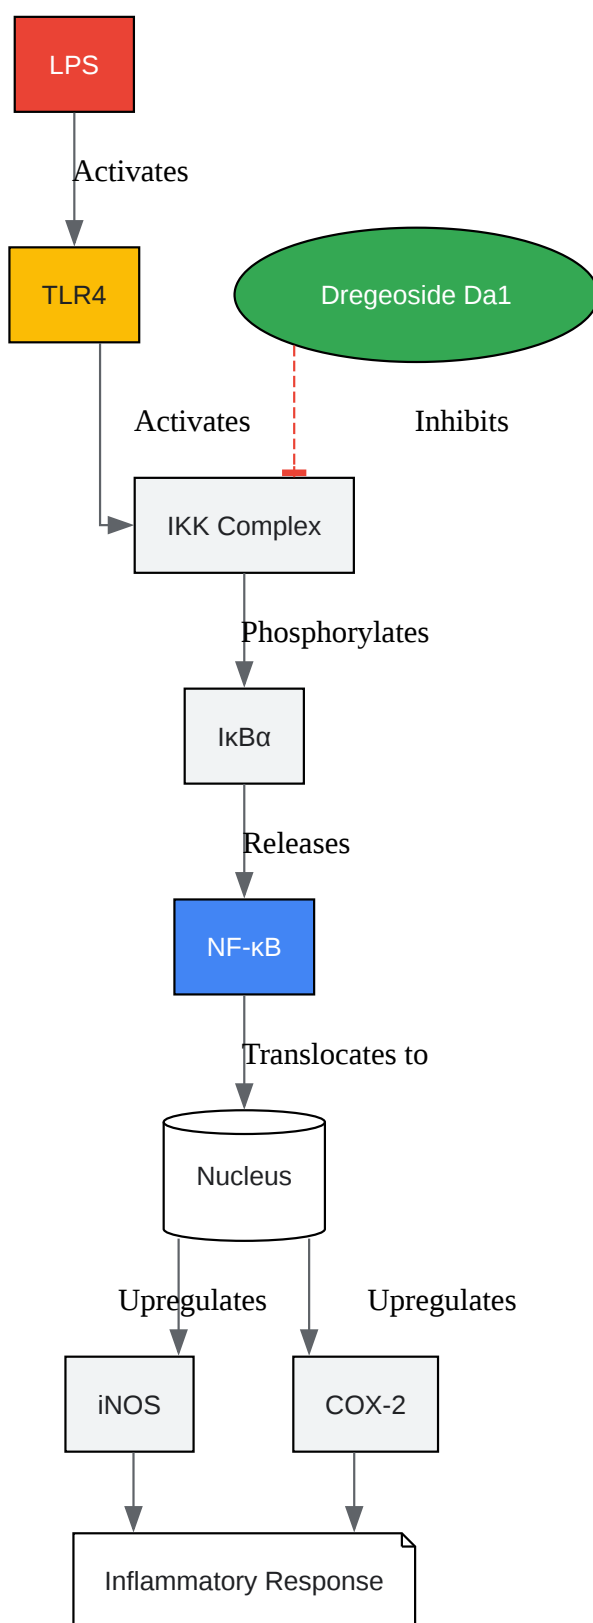 LPS
Activates
TLR4
Dregeoside Da1
Activates
Inhibits
IKK Complex
Phosphorylates
IκBα
Releases
NF-κB
Translocates to
Nucleus
Upregulates
Upregulates
iNOS
COX-2
Inflammatory Response